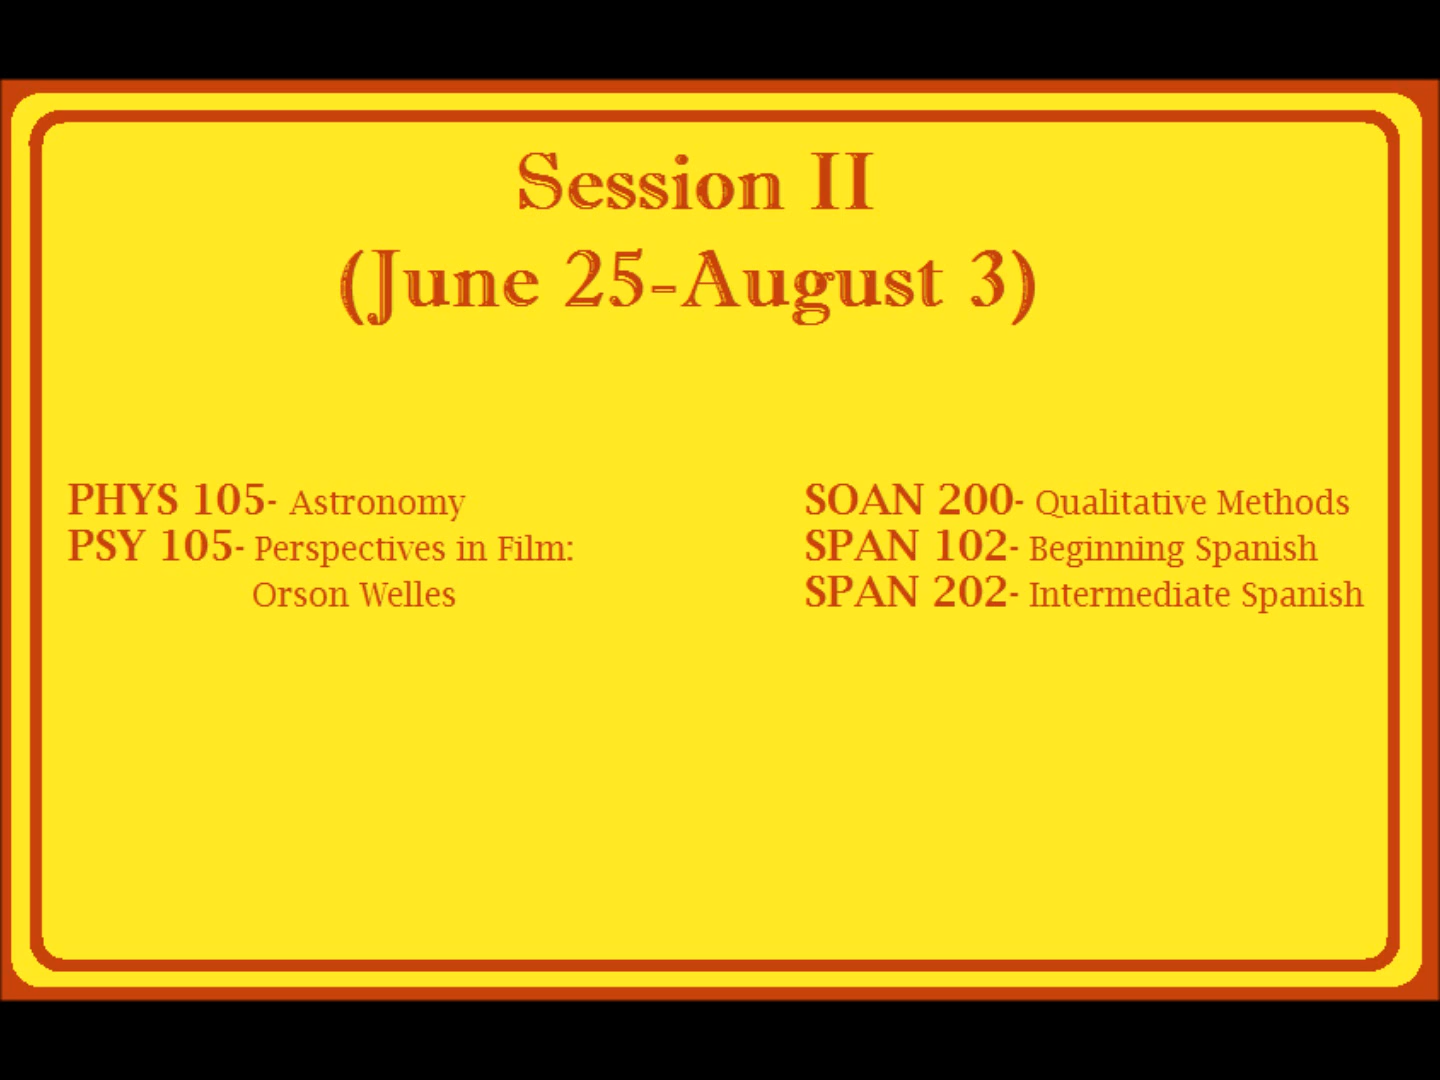 Session II
(June 25-August 3)
PHYS 105- Astronomy
PSY 105- Perspectives in Film:
Orson Welles
SOAN 200- Qualitative Methods
SPAN 102- Beginning Spanish
SPAN 202- Intermediate Spanish